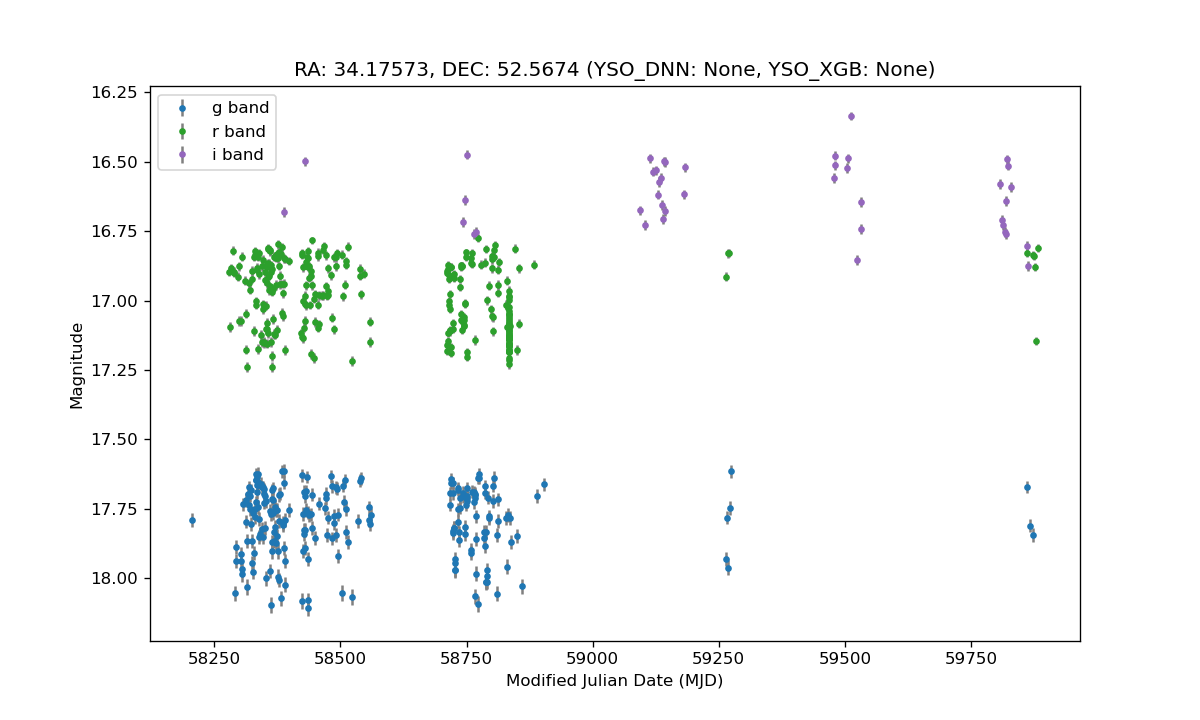 RA: 34.17573, DEC: 52.5674 (YSO_DNN: None, YSO_XGB: None)
g band
r band
i band
16.25
16.50
16.75
17.00
17.25
17.50
17.75
18.00
Magnitude
58250 58500 58750 59000 59250 59500 59750
Modified Julian Date (MJD)